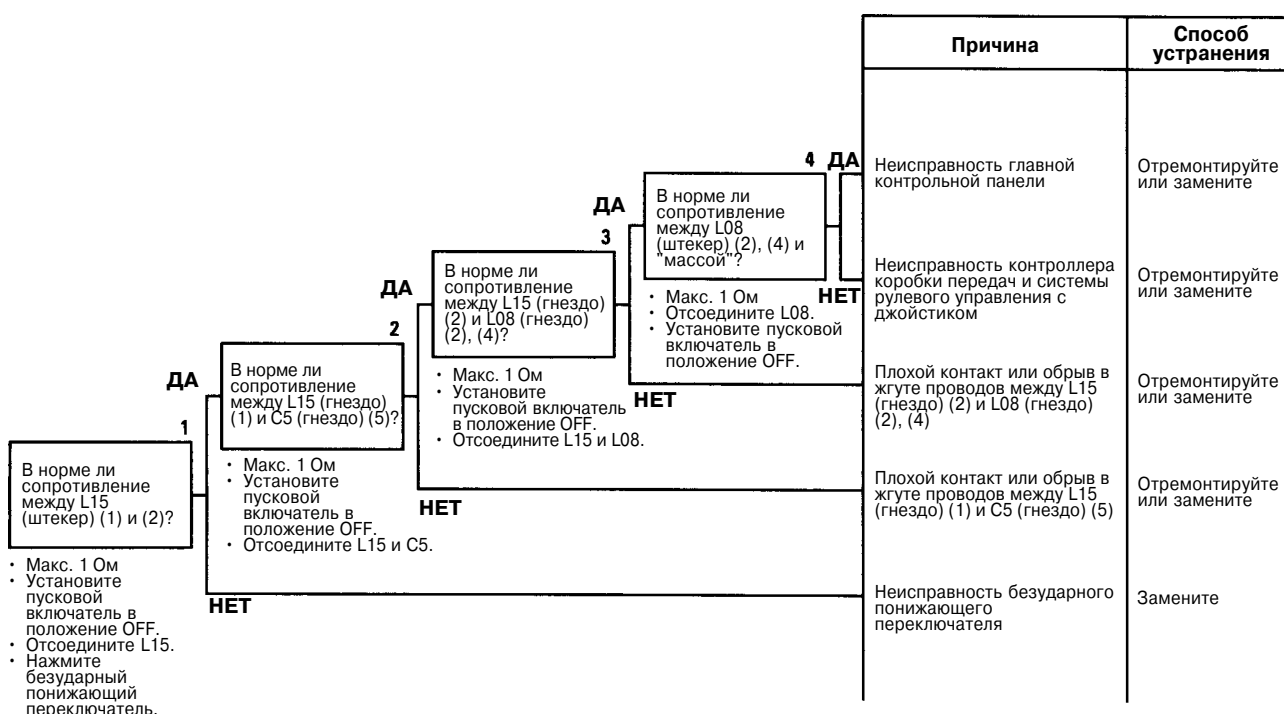 Причина
Способ
устранения
4 ДА
Неисправность главной
контрольной панели
Отремонтируйте
или замените
ДА
В норме ли
сопротивление
между L08
(штекер) (2), (4) и
"массой"?
НЕТ
· Макс. 1 Ом
· Отсоедините L08.
· Установите пусковой
включатель в
положение OFF.
Неисправность контроллера
коробки передач и системы
рулевого управления с
джойстиком
Отремонтируйте
или замените
3
ДА
В норме ли
сопротивление
между L15 (гнездо)
(2) и L08 (гнездо)
(2), (4)?
НЕТ
· Макс. 1 Ом
· Установите
пусковой включатель
в положение OFF.
· Отсоедините L15 и L08.
Плохой контакт или обрыв в
жгуте проводов между L15
(гнездо) (2) и L08 (гнездо)
(2), (4)
Отремонтируйте
или замените
2
ДА
В норме ли
сопротивление
между L15 (гнездо)
(1) и C5 (гнездо) (5)?
НЕТ
· Макс. 1 Ом
· Установите
пусковой
включатель в
положение OFF.
· Отсоедините L15 и C5.
Плохой контакт или обрыв в
жгуте проводов между L15
(гнездо) (1) и C5 (гнездо) (5)
Отремонтируйте
или замените
1
В норме ли
сопротивление
между L15
(штекер) (1) и (2)?
НЕТ
· Макс. 1 Ом
· Установите
пусковой
включатель в
положение OFF.
· Отсоедините L15.
· Нажмите
безударный
понижающий
переключатель.
Неисправность безударного
понижающего
переключателя
Замените